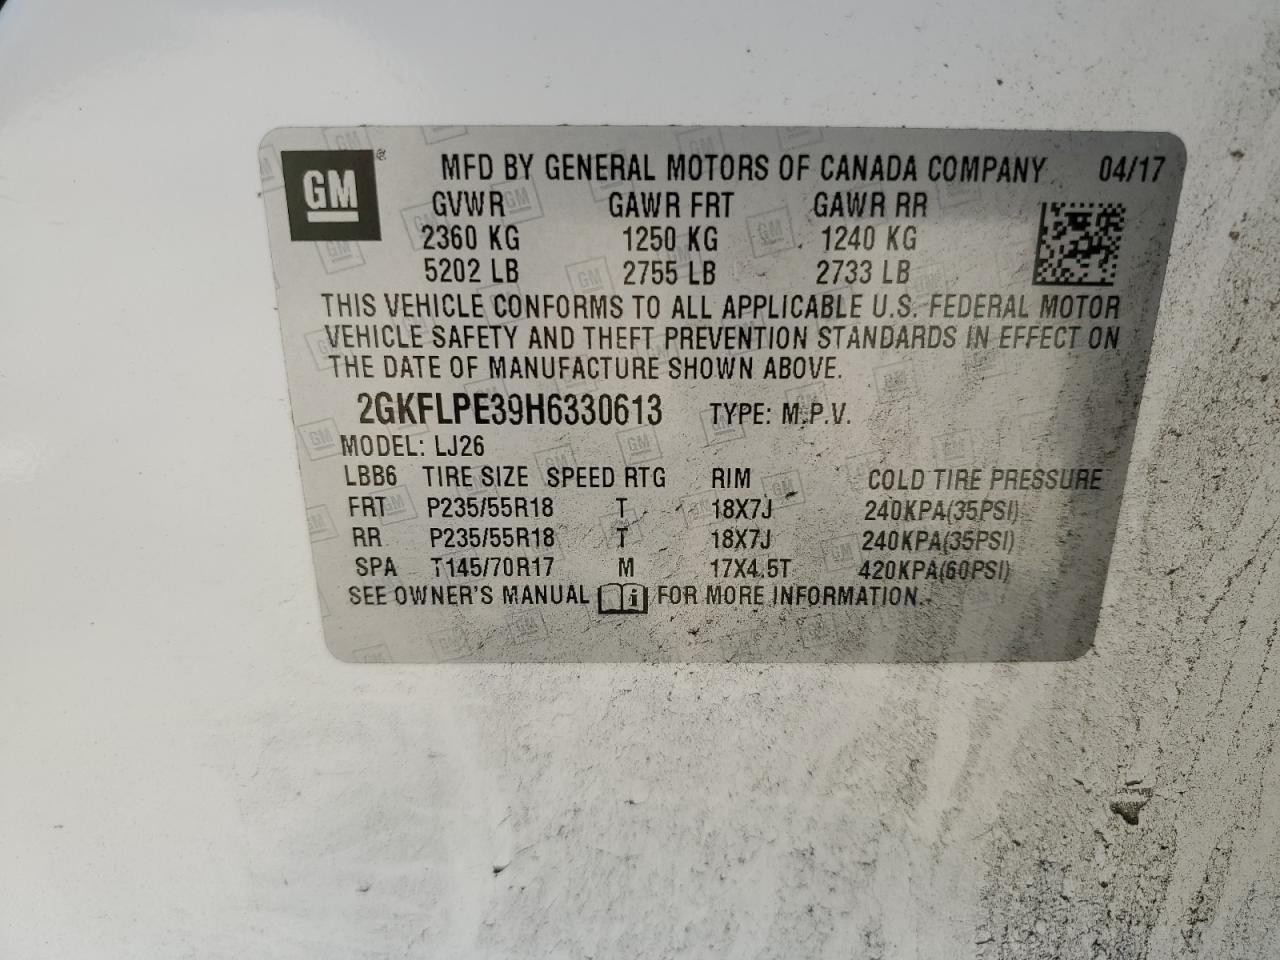 GM ® MFD BY GENERAL MOTORS OF CANADA COMPANY 04/17
GVWR GAWR FRT GAWR RR
2360 KG 1250 KG 1240 KG
5202 LB 2755 LB 2733 LB
THIS VEHICLE CONFORMS TO ALL APPLICABLE U.S. FEDERAL MOTOR
VEHICLE SAFETY AND THEFT PREVENTION STANDARDS IN EFFECT ON
THE DATE OF MANUFACTURE SHOWN ABOVE.
2GKFLPE39H6330613 TYPE: M.P.V.
MODEL: LJ26
LBB6 TIRE SIZE SPEED RTG RIM COLD TIRE PRESSURE
FRT P235/55R18 T 18X7J 240KPA(35PSI)
RR P235/55R18 T 18X7J 240KPA(35PSI)
SPA T145/70R17 M 17X4.5T 420KPA(60PSI)
SEE OWNER'S MANUAL i FOR MORE INFORMATION.